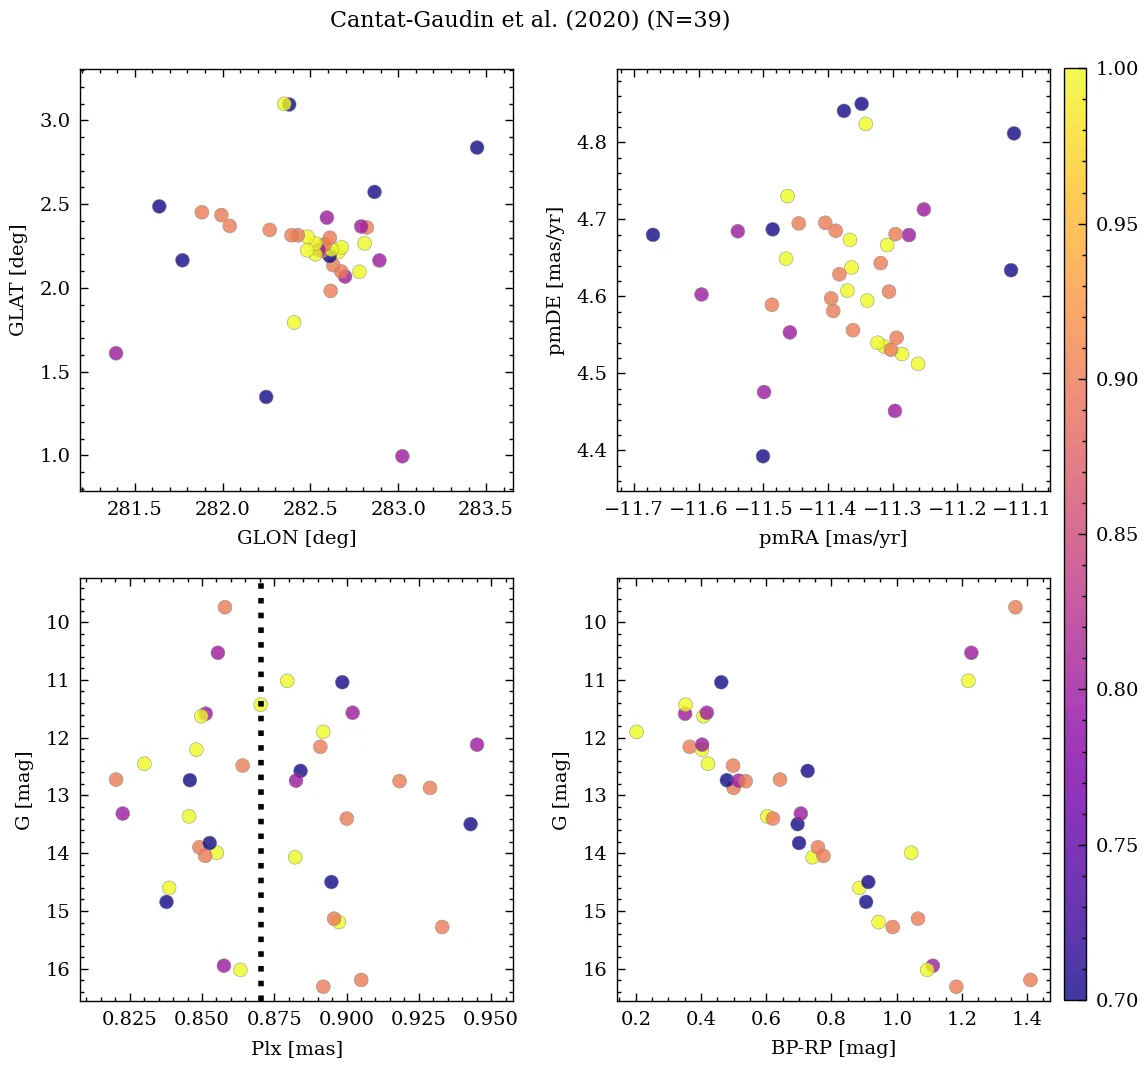 Cantat-Gaudin et al. (2020) (N=39)
3.0
2.5
2.0
1.5
1.0
GLAT [deg]
281.5 282.0 282.5 283.0 283.5
GLON [deg]
4.8
4.7
4.6
4.5
4.4
pmDE [mas/yr]
−11.7 −11.6 −11.5 −11.4 −11.3 −11.2 −11.1
pmRA [mas/yr]
1.00
0.95
0.90
0.85
0.80
0.75
0.70
10
11
12
13
14
15
16
G [mag]
0.825 0.850 0.875 0.900 0.925 0.950
Plx [mas]
10
11
12
13
14
15
16
G [mag]
0.2 0.4 0.6 0.8 1.0 1.2 1.4
BP-RP [mag]